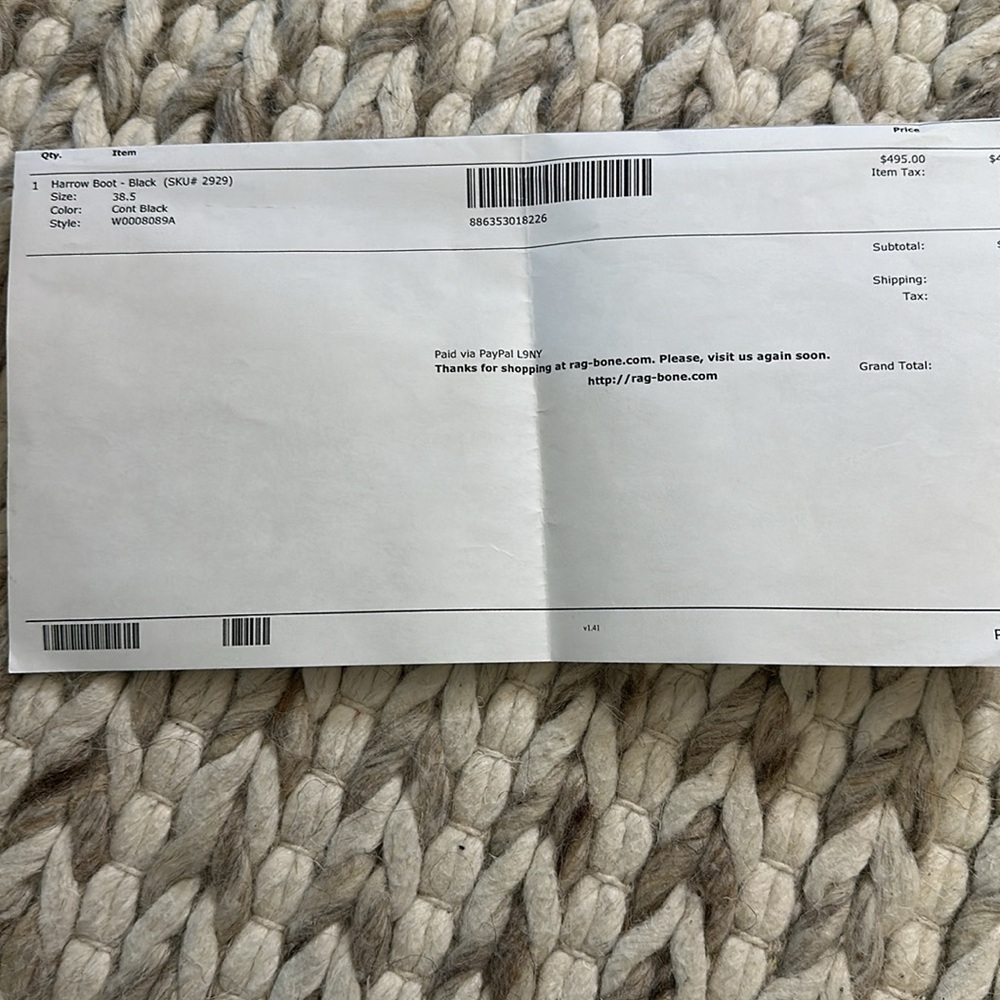 Qty. Item Price
1 Harrow Boot - Black (SKU# 2929) $495.00
Item Tax:
Size: 38.5
Color: Cont Black
Style: W0008089A
886353018226
Subtotal:
Shipping:
Tax:
Paid via PayPal L9NY
Thanks for shopping at rag-bone.com. Please, visit us again soon.
Grand Total:
http://rag-bone.com
v1.41